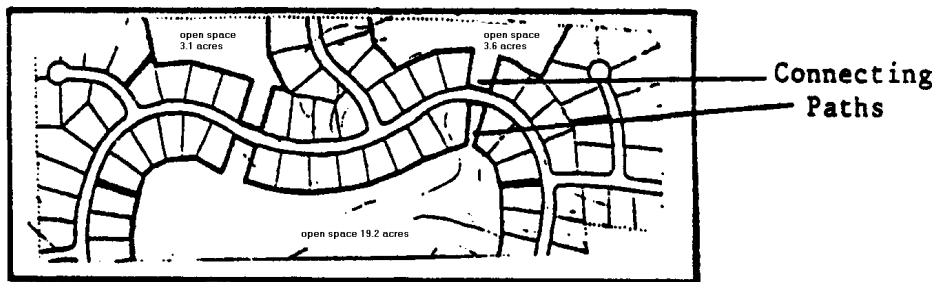 open space
3.1 acres
open space
3.6 acres
Connecting
Paths
open space 19.2 acres